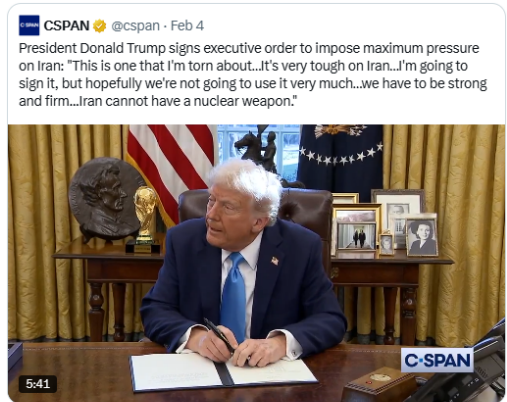 C-SPAN
CSPAN @cspan · Feb 4
President Donald Trump signs executive order to impose maximum pressure
on Iran: "This is one that I'm torn about...It's very tough on Iran...I'm going to
sign it, but hopefully we're not going to use it very much...we have to be strong
and firm...Iran cannot have a nuclear weapon."
C-SPAN
5:41